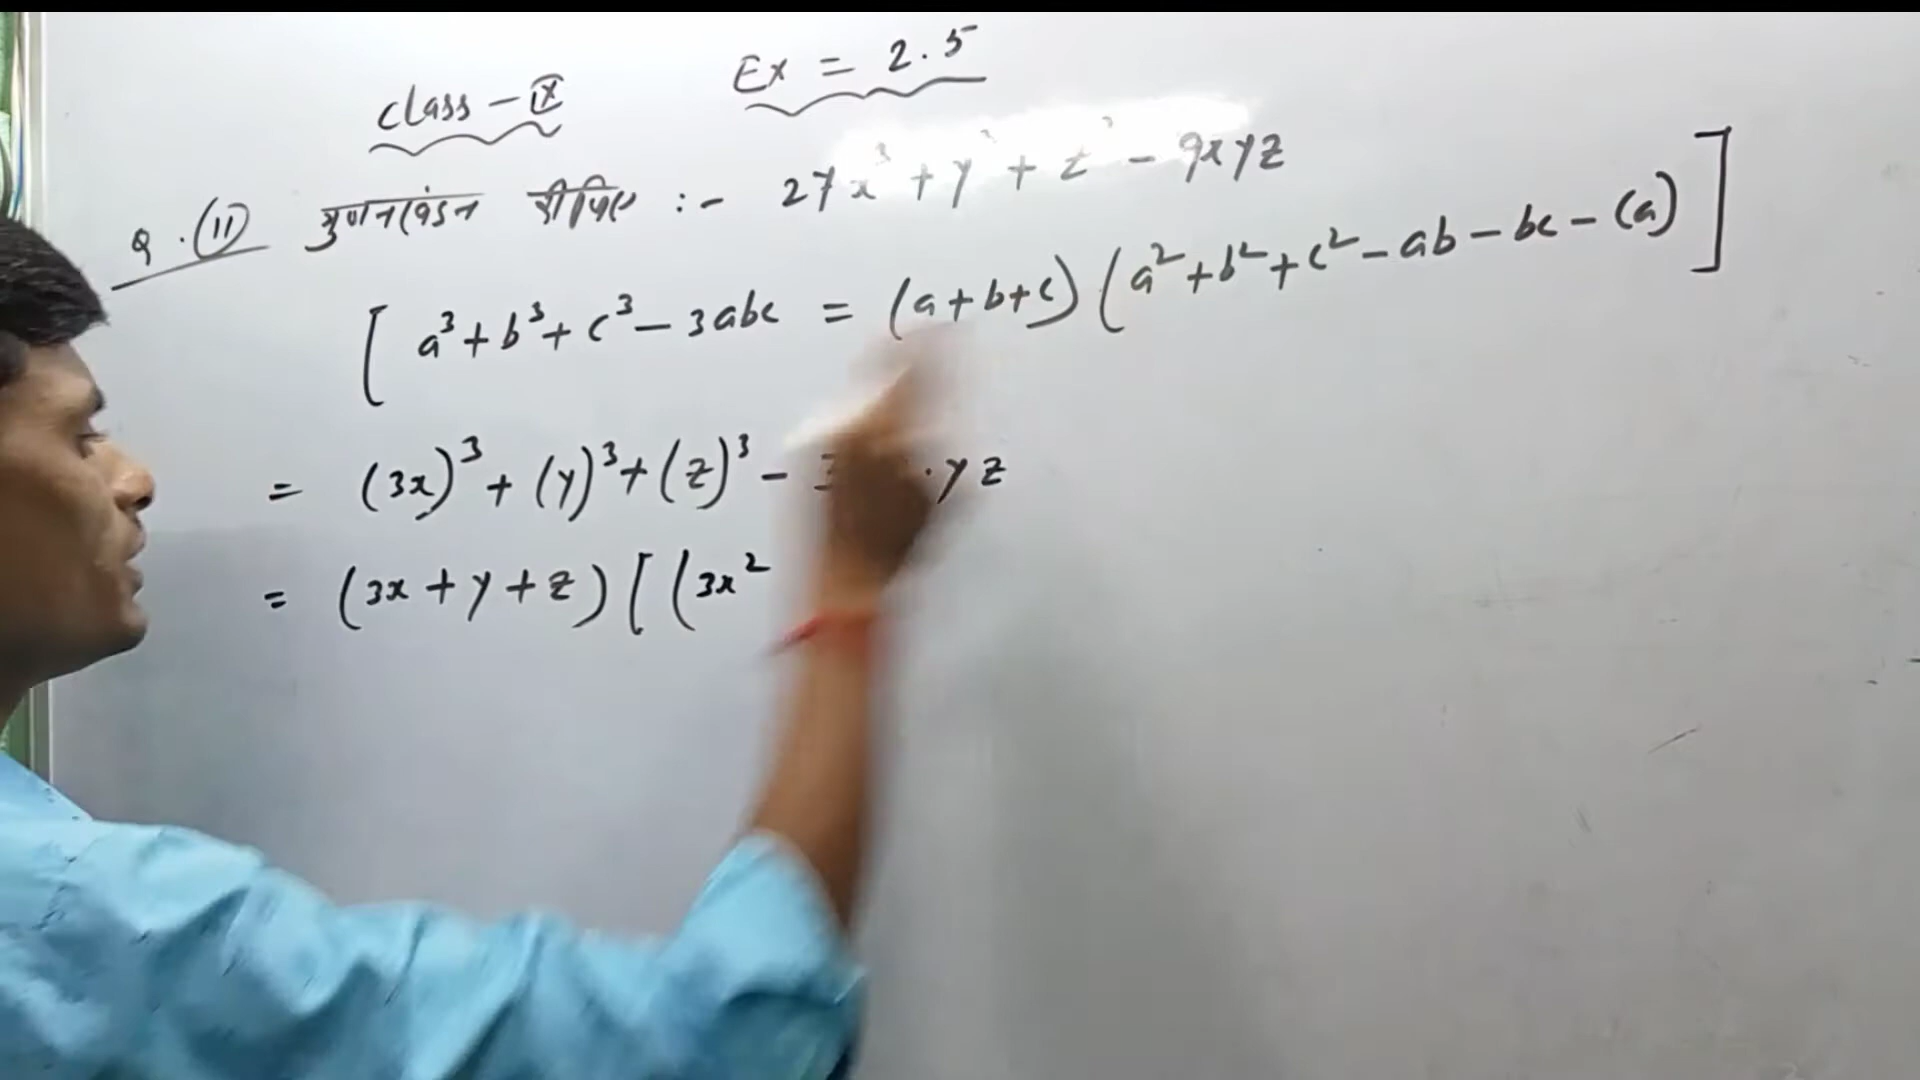 class - IX
Ex = 2.5
Q. (11) गुणनखंडन कीजिए :- 27x³ + y³ + z³ - 9xyz
[ a³ + b³ + c³ - 3abc = (a+b+c) (a² + b² + c² - ab - bc - ca) ]
= (3x)³ + (y)³ + (z)³ - 3 · y z
= (3x + y + z) [ (3x²